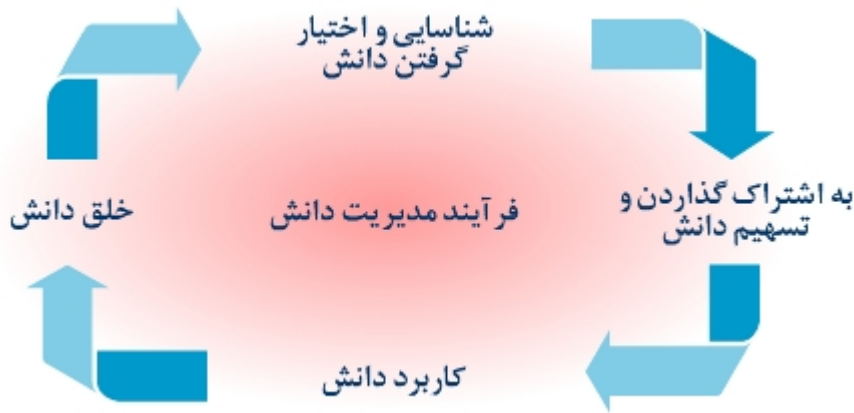 شناسایی و اختیار
گرفتن دانش
به اشتراک گذاردن و
تسهیم دانش
فرآیند مدیریت دانش
خلق دانش
کاربرد دانش